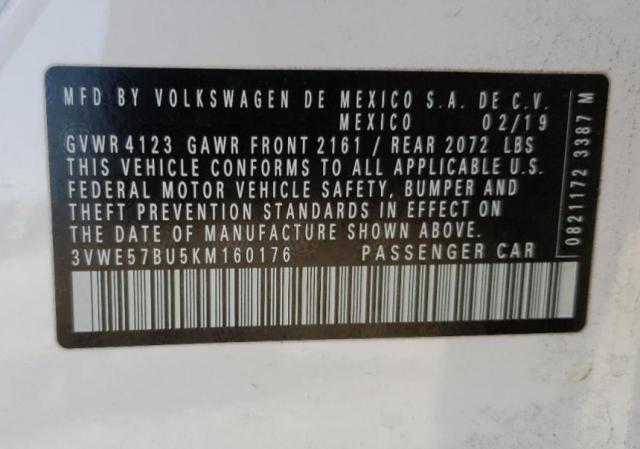 MFD BY VOLKSWAGEN DE MEXICO S.A. DE C.V.
MEXICO 02/19
GVWR 4123 GAWR FRONT 2161 / REAR 2072 LBS
THIS VEHICLE CONFORMS TO ALL APPLICABLE U.S.
FEDERAL MOTOR VEHICLE SAFETY, BUMPER AND
THEFT PREVENTION STANDARDS IN EFFECT ON
THE DATE OF MANUFACTURE SHOWN ABOVE.
3VWE57BU5KM160176 PASSENGER CAR
0821172 3387 M